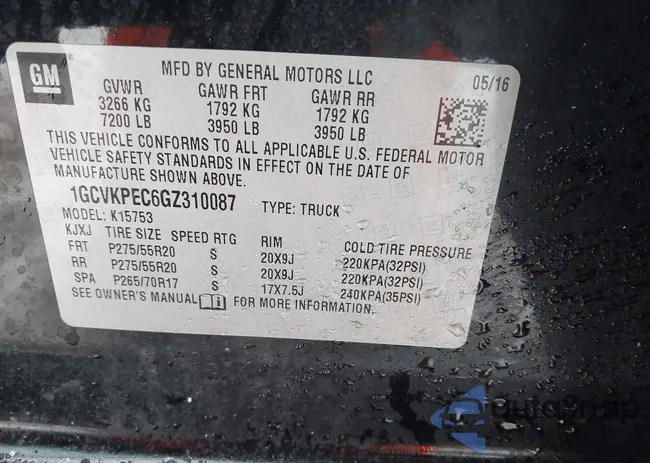 GM
MFD BY GENERAL MOTORS LLC
05/16
GVWR GAWR FRT GAWR RR
3266 KG 1792 KG 1792 KG
7200 LB 3950 LB 3950 LB
THIS VEHICLE CONFORMS TO ALL APPLICABLE U.S. FEDERAL MOTOR
VEHICLE SAFETY STANDARDS IN EFFECT ON THE DATE OF
MANUFACTURE SHOWN ABOVE.
1GCVKPEC6GZ310087 TYPE: TRUCK
MODEL: K15753
KJXJ TIRE SIZE SPEED RTG RIM COLD TIRE PRESSURE
FRT P275/55R20 S 20X9J 220KPA(32PSI)
RR P275/55R20 S 20X9J 220KPA(32PSI)
SPA P265/70R17 S 17X7.5J 240KPA(35PSI)
SEE OWNER'S MANUAL FOR MORE INFORMATION.
autoSnap